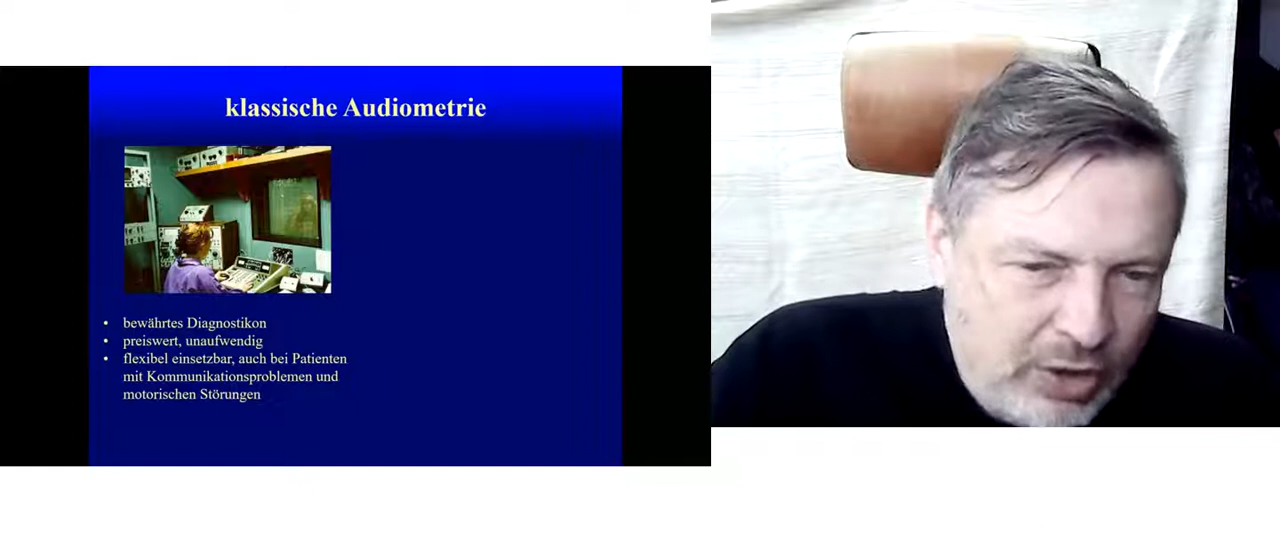 klassische Audiometrie
• bewährtes Diagnostikon
• preiswert, unaufwendig
• flexibel einsetzbar, auch bei Patienten
mit Kommunikationsproblemen und
motorischen Störungen